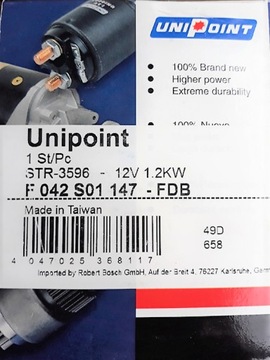 UNIPOINT
100% Brand new
Higher power
Extreme durability
100% Nuevo
Unipoint
1 St/Pc
STR-3596 - 12V 1.2KW
F 042 S01 147 - FDB
Made in Taiwan
49D
658
4 047025 368117
Imported by Robert Bosch GmbH, Auf der Breit 4, 76227 Karlsruhe, Germ